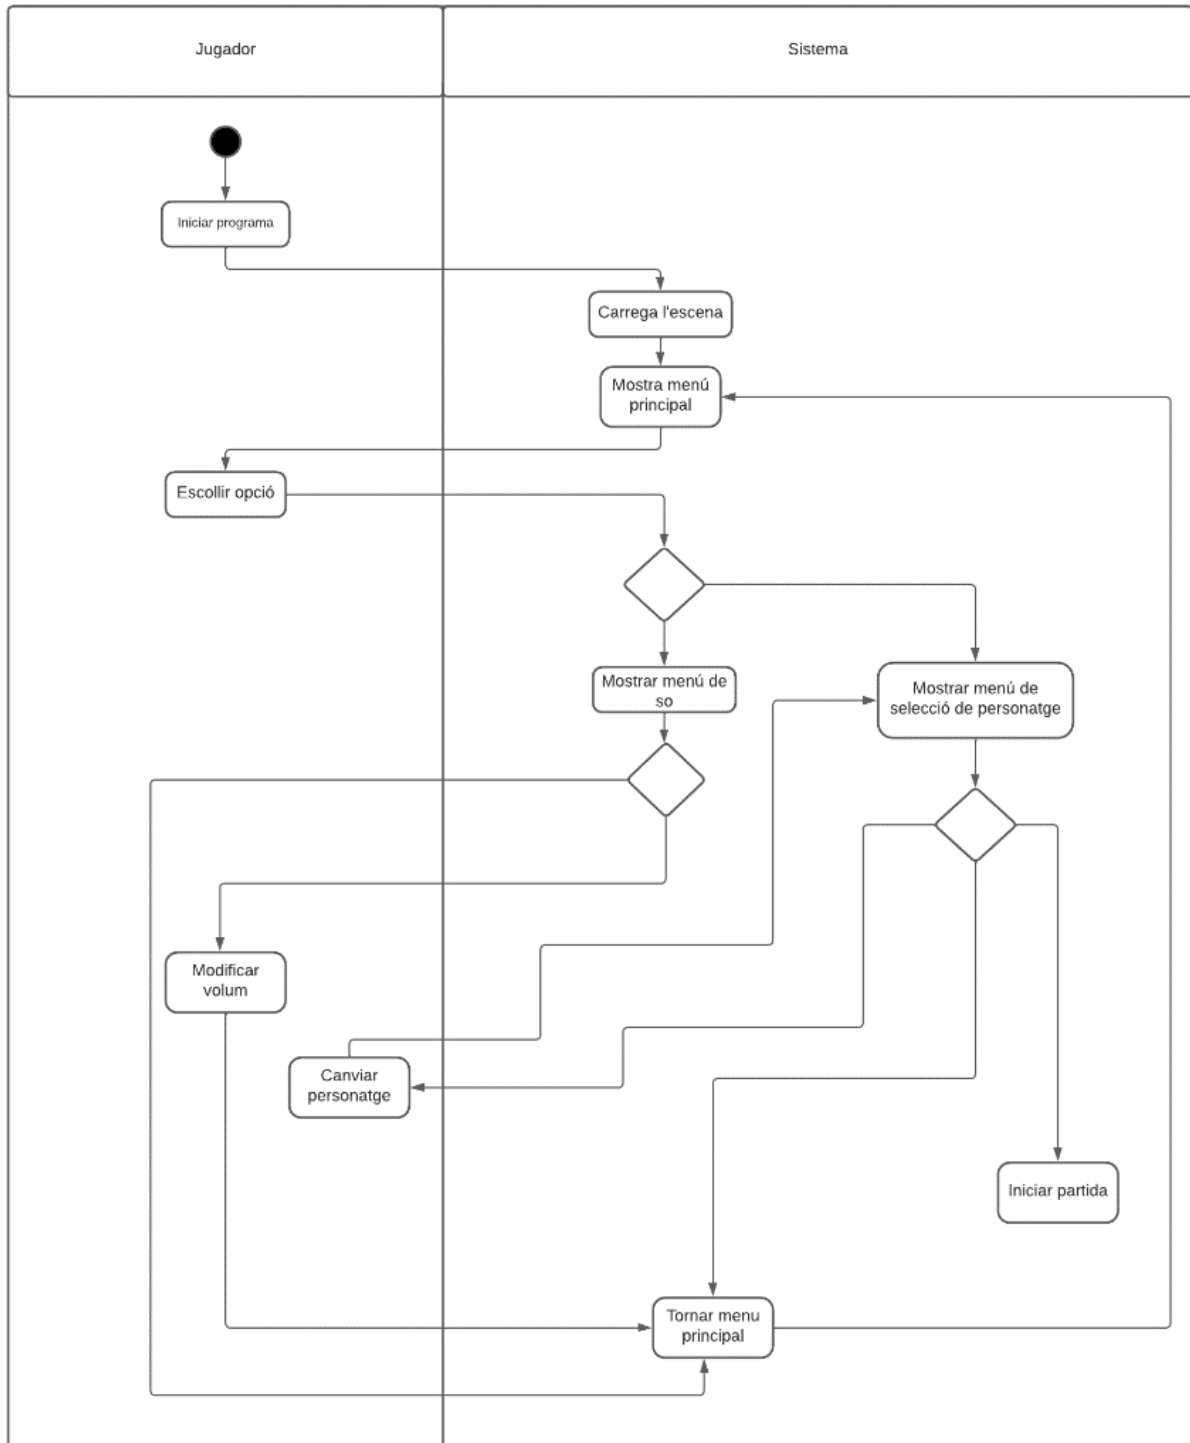 Jugador
Sistema
Iniciar programa
Carrega l'escena
Mostra menú
principal
Escollir opció
Mostrar menú de
so
Mostrar menú de
selecció de personatge
Modificar
volum
Canviar
personatge
Iniciar partida
Tornar menu
principal